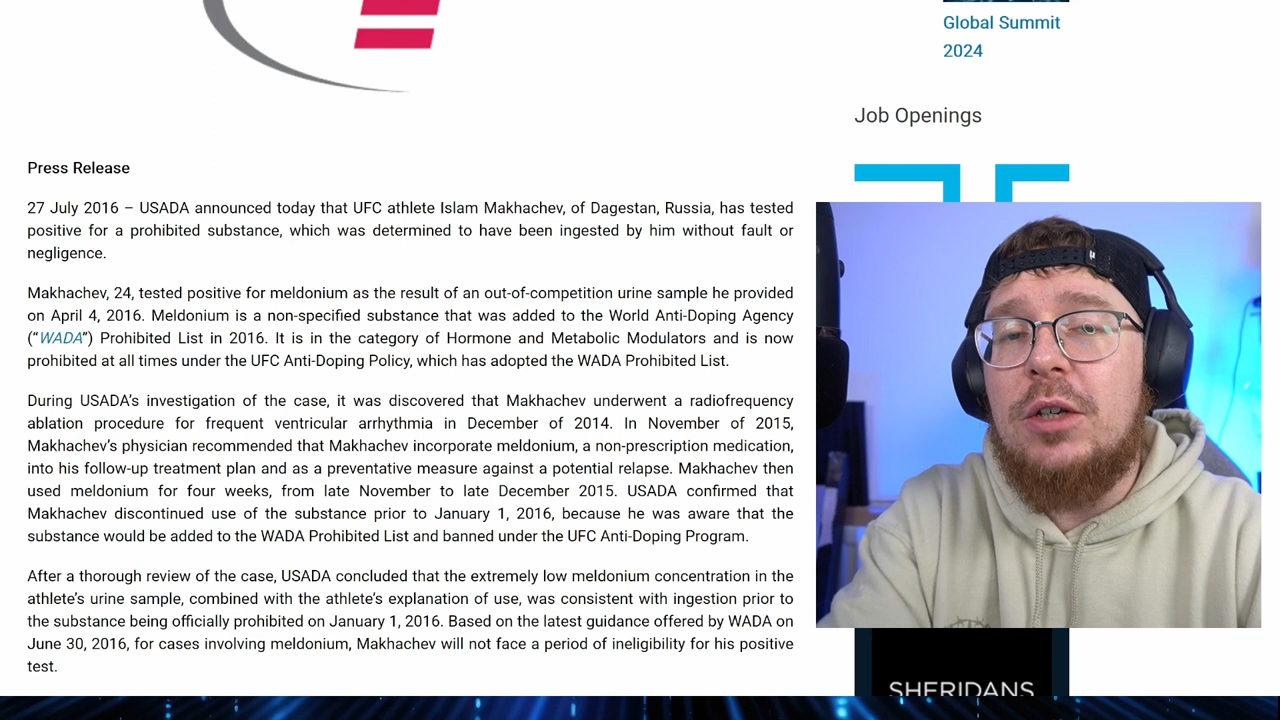 Global Summit
2024
Job Openings
Press Release
27 July 2016 – USADA announced today that UFC athlete Islam Makhachev, of Dagestan, Russia, has tested
positive for a prohibited substance, which was determined to have been ingested by him without fault or
negligence.
Makhachev, 24, tested positive for meldonium as the result of an out-of-competition urine sample he provided
on April 4, 2016. Meldonium is a non-specified substance that was added to the World Anti-Doping Agency
(“WADA”) Prohibited List in 2016. It is in the category of Hormone and Metabolic Modulators and is now
prohibited at all times under the UFC Anti-Doping Policy, which has adopted the WADA Prohibited List.
During USADA’s investigation of the case, it was discovered that Makhachev underwent a radiofrequency
ablation procedure for frequent ventricular arrhythmia in December of 2014. In November of 2015,
Makhachev’s physician recommended that Makhachev incorporate meldonium, a non-prescription medication,
into his follow-up treatment plan and as a preventative measure against a potential relapse. Makhachev then
used meldonium for four weeks, from late November to late December 2015. USADA confirmed that
Makhachev discontinued use of the substance prior to January 1, 2016, because he was aware that the
substance would be added to the WADA Prohibited List and banned under the UFC Anti-Doping Program.
After a thorough review of the case, USADA concluded that the extremely low meldonium concentration in the
athlete’s urine sample, combined with the athlete’s explanation of use, was consistent with ingestion prior to
the substance being officially prohibited on January 1, 2016. Based on the latest guidance offered by WADA on
June 30, 2016, for cases involving meldonium, Makhachev will not face a period of ineligibility for his positive
test.
SHERIDANS